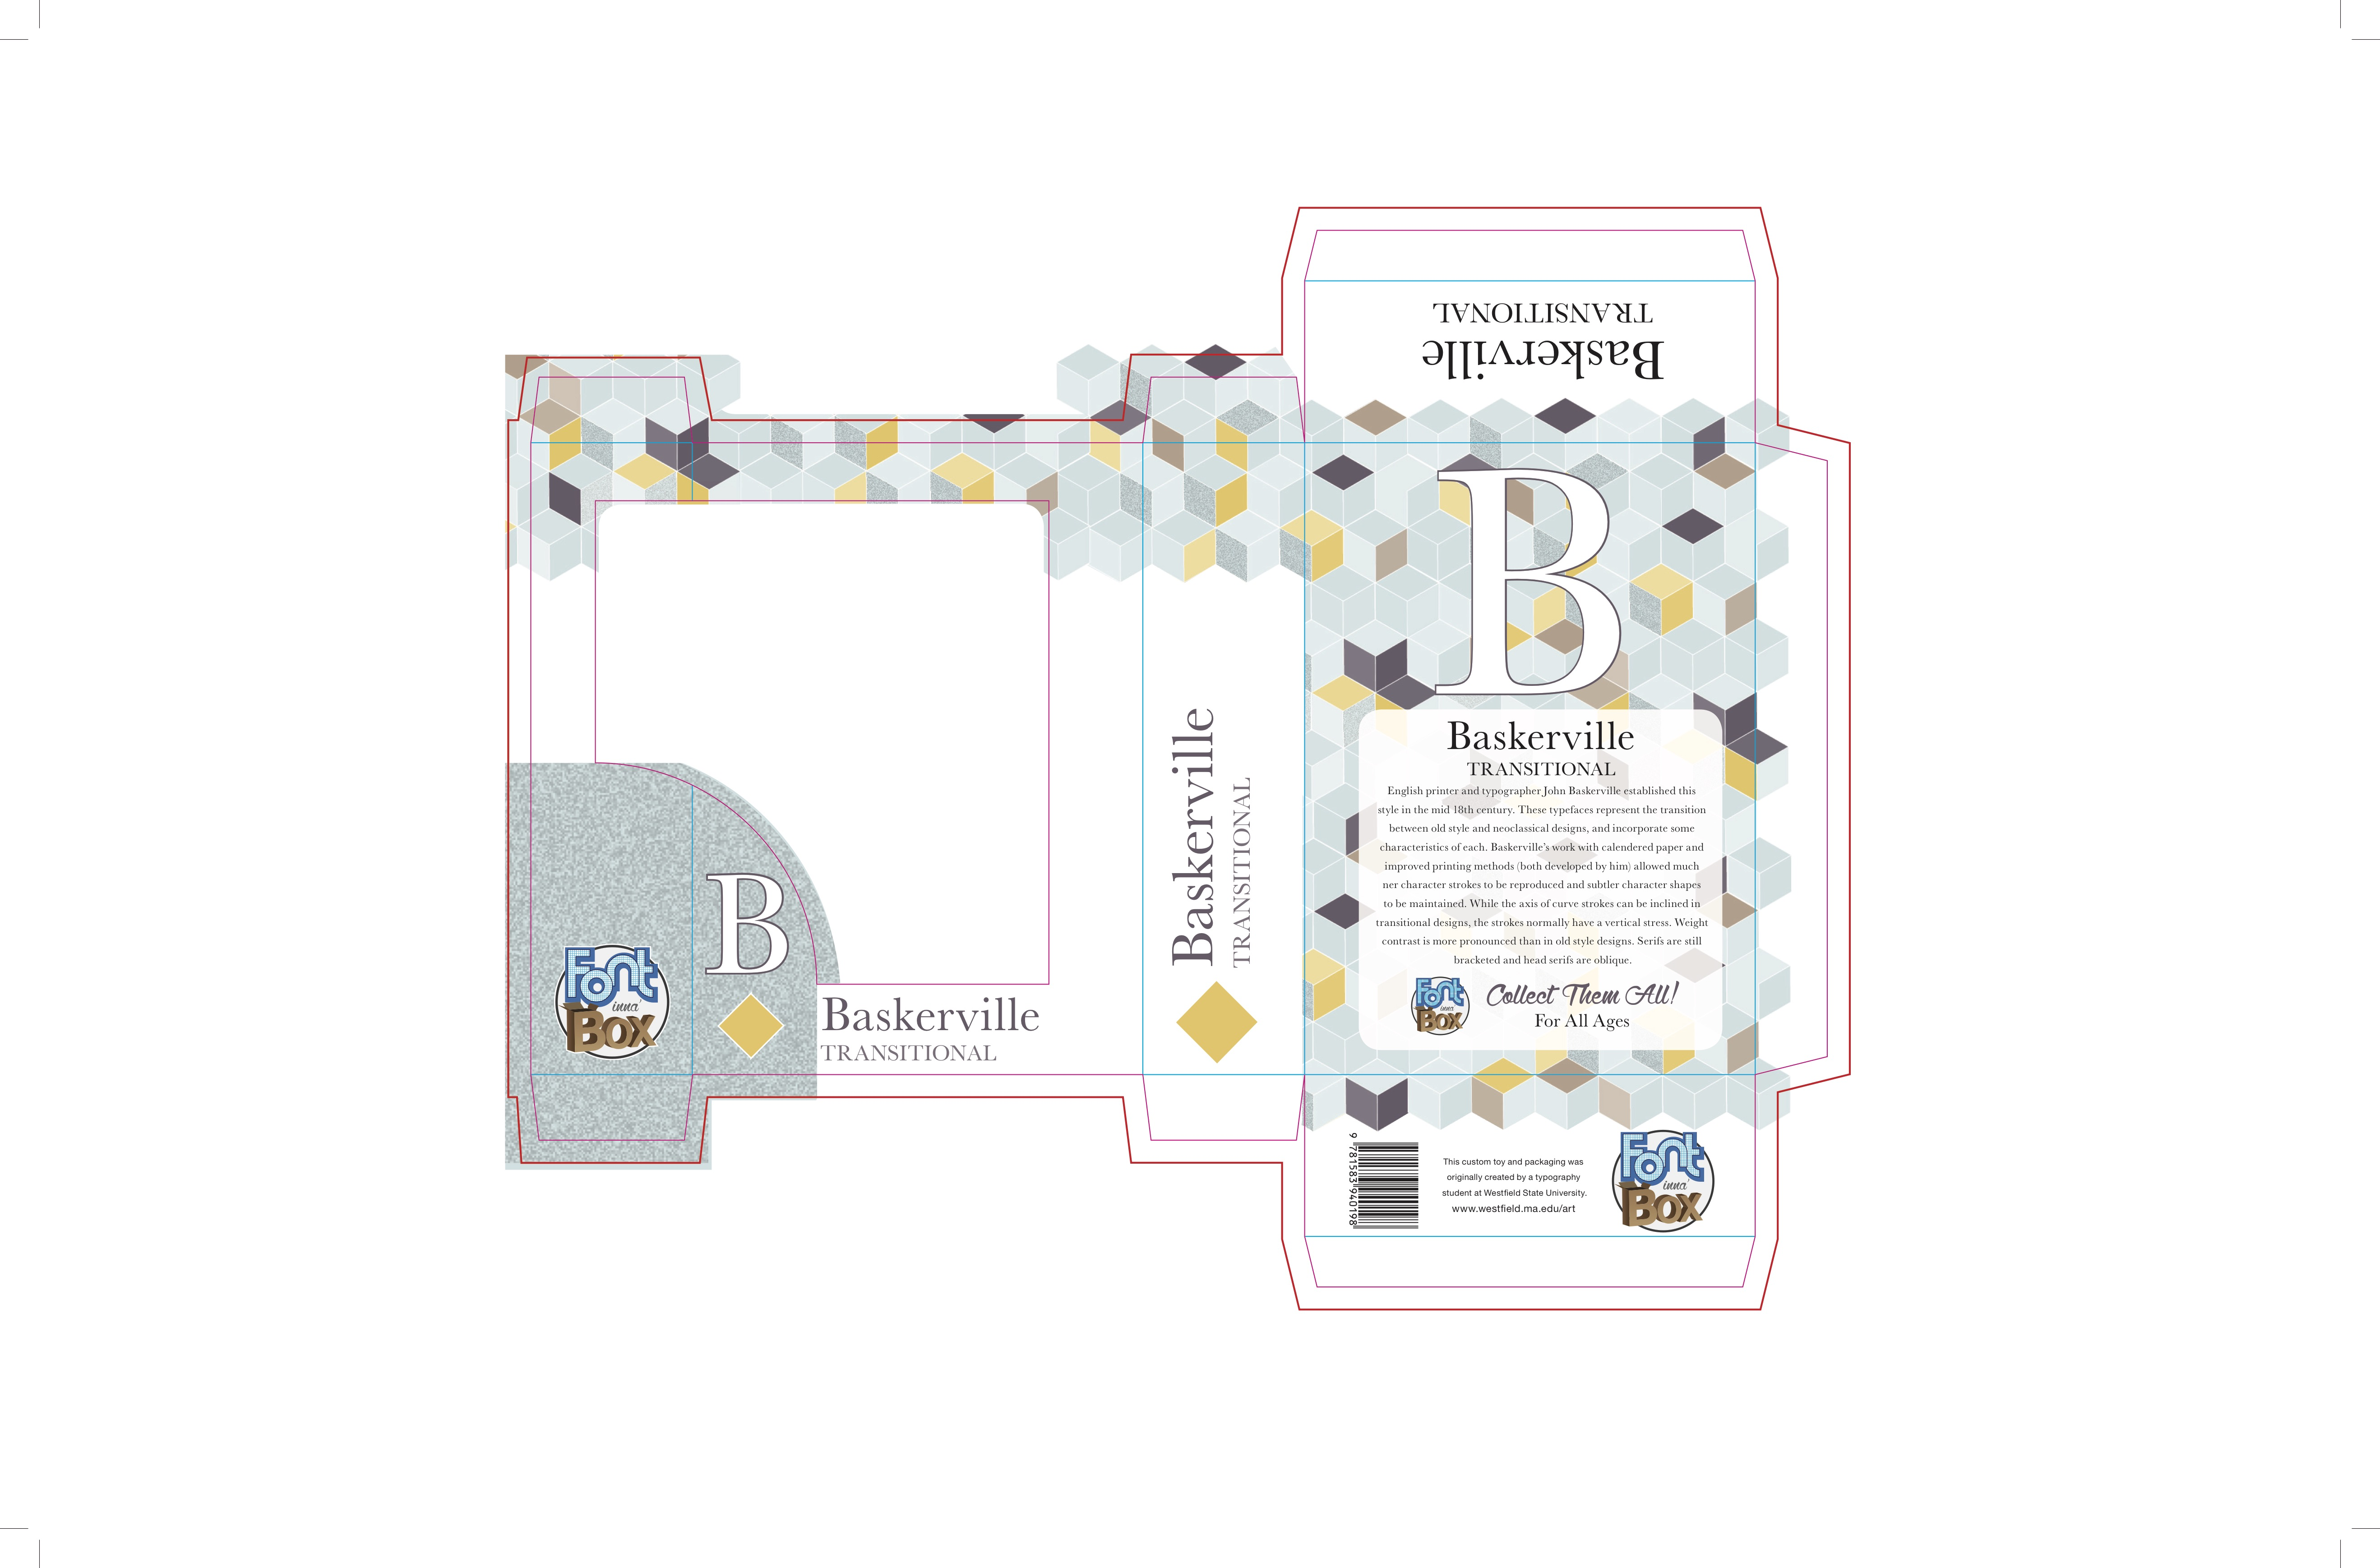 TRANSITIONAL
Baskerville
B
Font
inna'
Box
Baskerville
TRANSITIONAL
Baskerville
TRANSITIONAL
B
Baskerville
TRANSITIONAL
English printer and typographer John Baskerville established this
style in the mid 18th century. These typefaces represent the transition
between old style and neoclassical designs, and incorporate some
characteristics of each. Baskerville's work with calendered paper and
improved printing methods (both developed by him) allowed much
ner character strokes to be reproduced and subtler character shapes
to be maintained. While the axis of curve strokes can be inclined in
transitional designs, the strokes normally have a vertical stress. Weight
contrast is more pronounced than in old style designs. Serifs are still
bracketed and head serifs are oblique.
Font
inna'
Box
Collect Them All!
For All Ages
9 781583 940198
This custom toy and packaging was
originally created by a typography
student at Westfield State University.
www.westfield.ma.edu/art
Font
inna'
Box